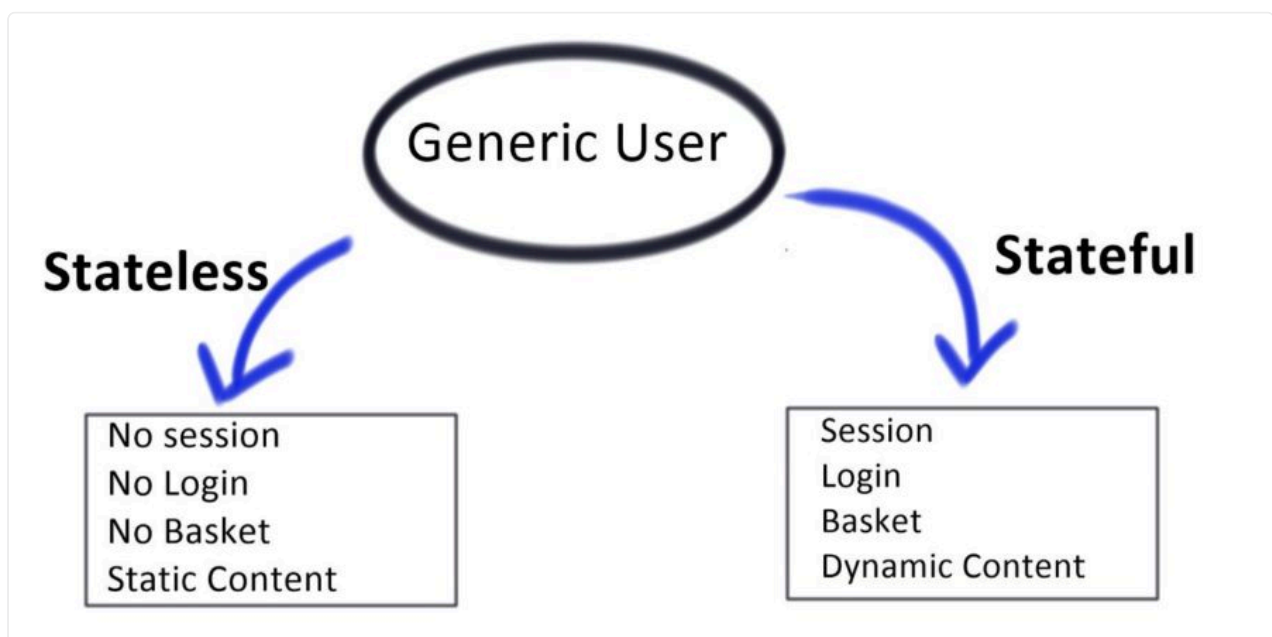 Generic User
Stateless
Stateful
No session
No Login
No Basket
Static Content
Session
Login
Basket
Dynamic Content